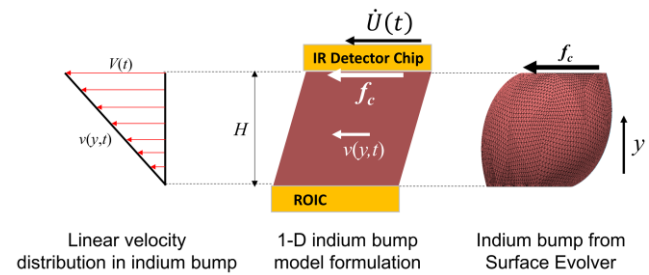 U̇(t)
IR Detector Chip
V(t)
f_c
f_c
H
v(y,t)
v(y,t)
y
ROIC
Linear velocity
distribution in indium bump
1-D indium bump
model formulation
Indium bump from
Surface Evolver